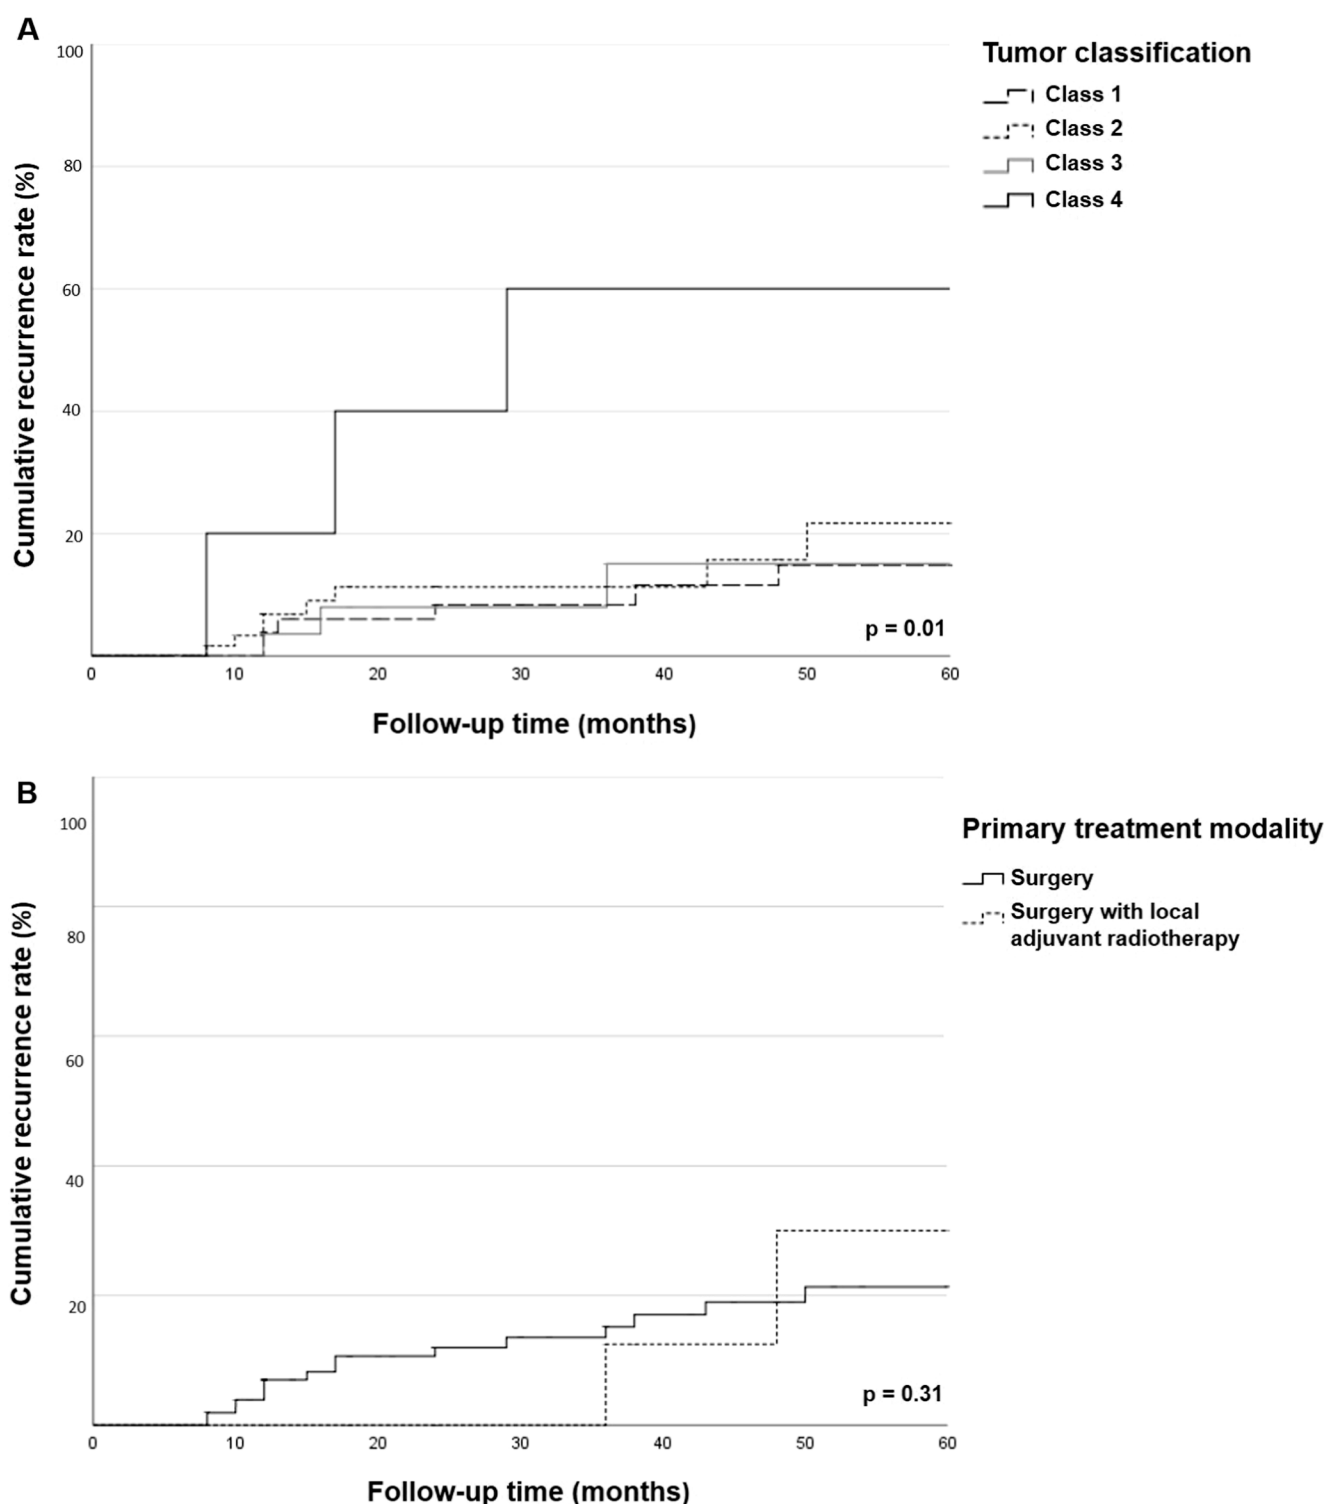 A
Tumor classification
Class 1
Class 2
Class 3
Class 4
Cumulative recurrence rate (%)
100
80
60
40
20
p = 0.01
0 10 20 30 40 50 60
Follow-up time (months)
B
Primary treatment modality
Surgery
Surgery with local
adjuvant radiotherapy
Cumulative recurrence rate (%)
100
80
60
40
20
p = 0.31
0 10 20 30 40 50 60
Follow-up time (months)